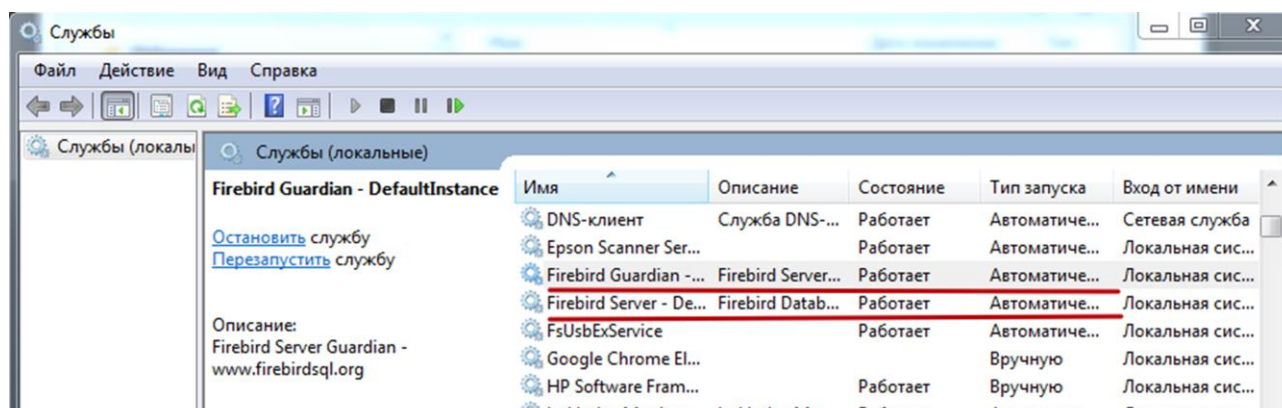 Службы
Файл Действие Вид Справка
Службы (локалы
Службы (локальные)
Firebird Guardian - DefaultInstance
Остановить службу
Перезапустить службу
Описание:
Firebird Server Guardian -
www.firebirdsql.org
Имя Описание Состояние Тип запуска Вход от имени
DNS-клиент Служба DNS-... Работает Автоматиче... Сетевая служба
Epson Scanner Ser... Работает Автоматиче... Локальная сис...
Firebird Guardian -... Firebird Server... Работает Автоматиче... Локальная сис...
Firebird Server - De... Firebird Datab... Работает Автоматиче... Локальная сис...
FsUsbExService Работает Автоматиче... Локальная сис...
Google Chrome El... Вручную Локальная сис...
HP Software Fram... Работает Вручную Локальная сис...